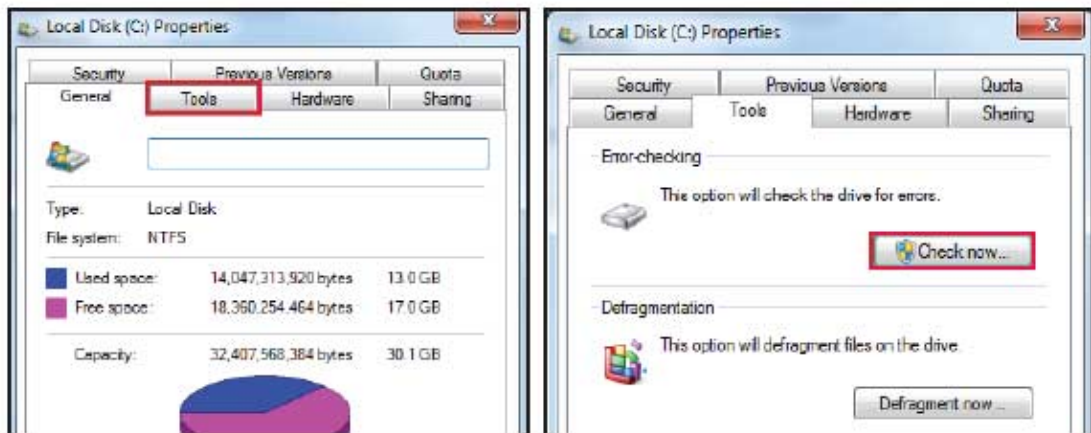 Local Disk (C:) Properties
Security Previous Versions Quota
General Tools Hardware Sharing
Type: Local Disk
File system: NTFS
Used space: 14,047,313,920 bytes 13.0 GB
Free space: 18,360,254,464 bytes 17.0 GB
Capacity: 32,407,568,384 bytes 30.1 GB
Local Disk (C:) Properties
Security Previous Versions Quota
General Tools Hardware Sharing
Error-checking
This option will check the drive for errors.
Check now...
Defragmentation
This option will defragment files on the drive.
Defragment now...